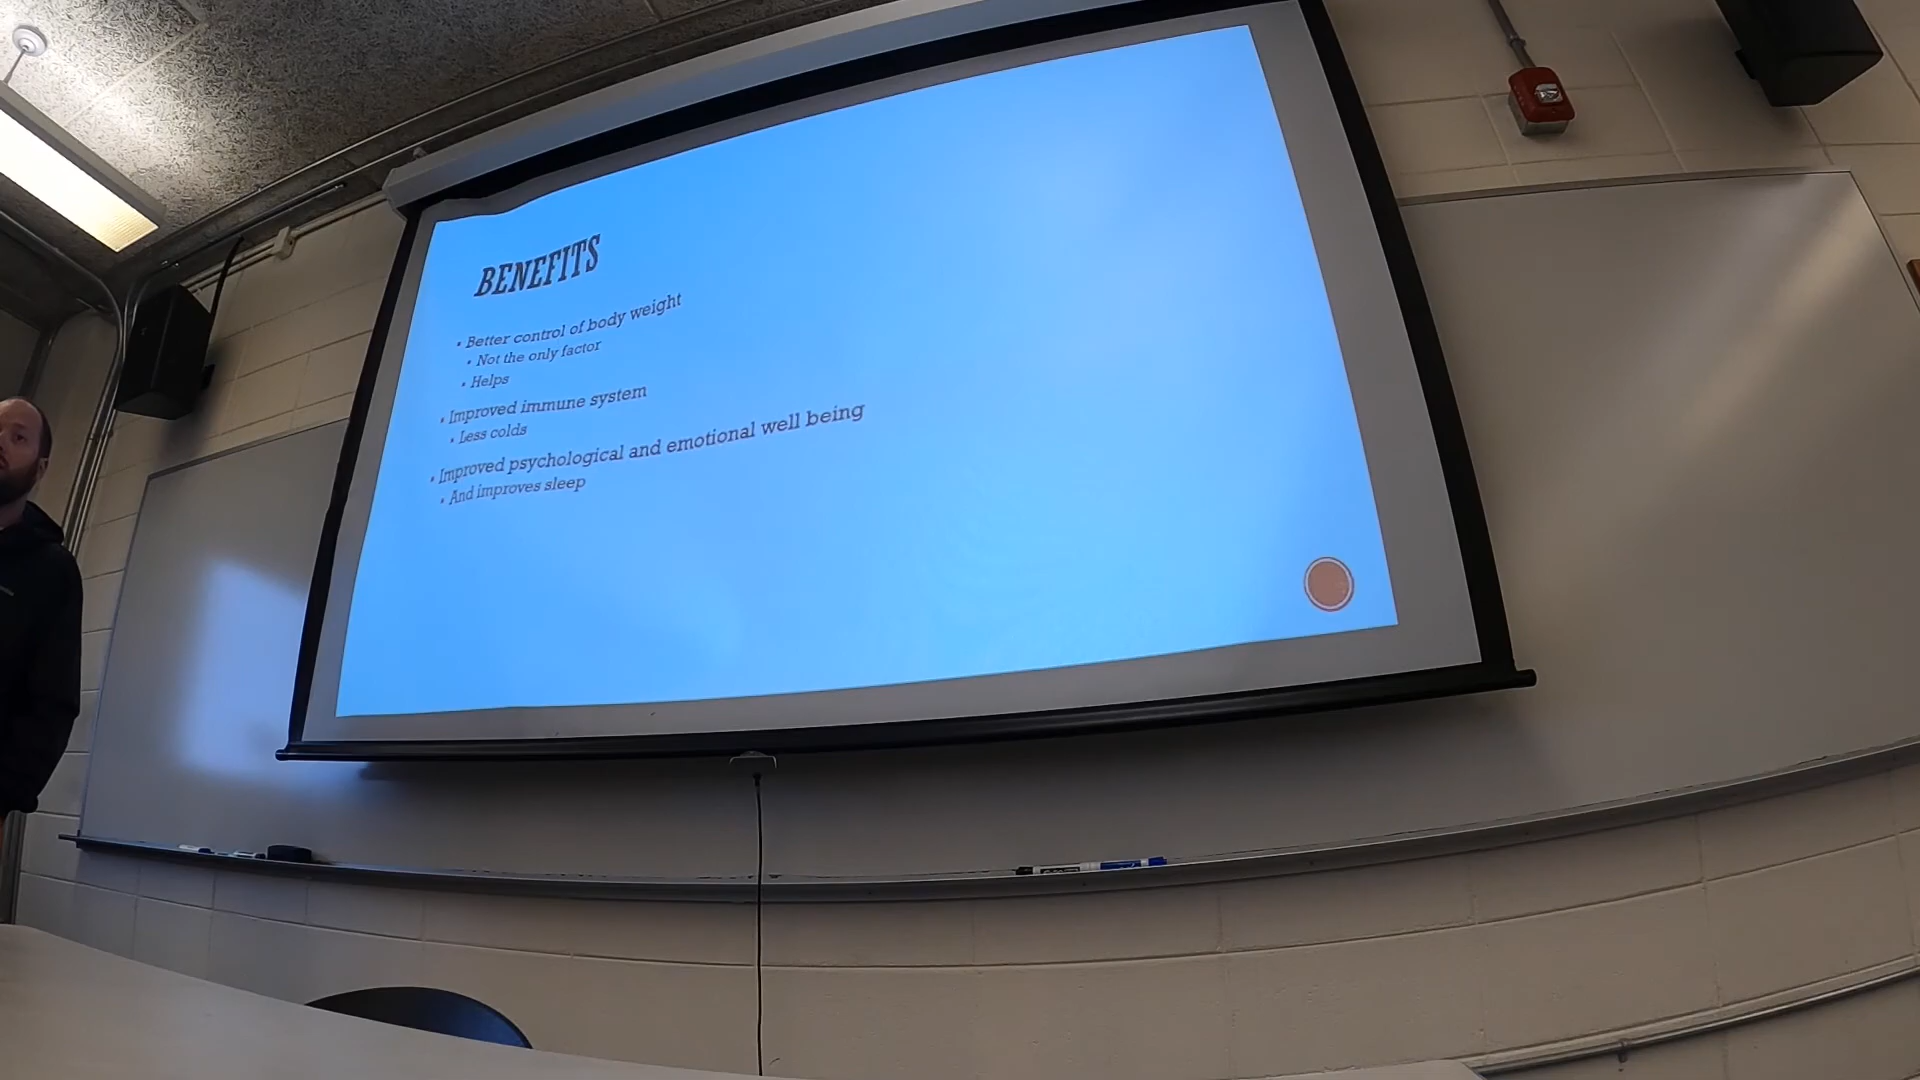 BENEFITS
Better control of body weight
Not the only factor
Helps
Improved immune system
Less colds
Improved psychological and emotional well being
And improves sleep